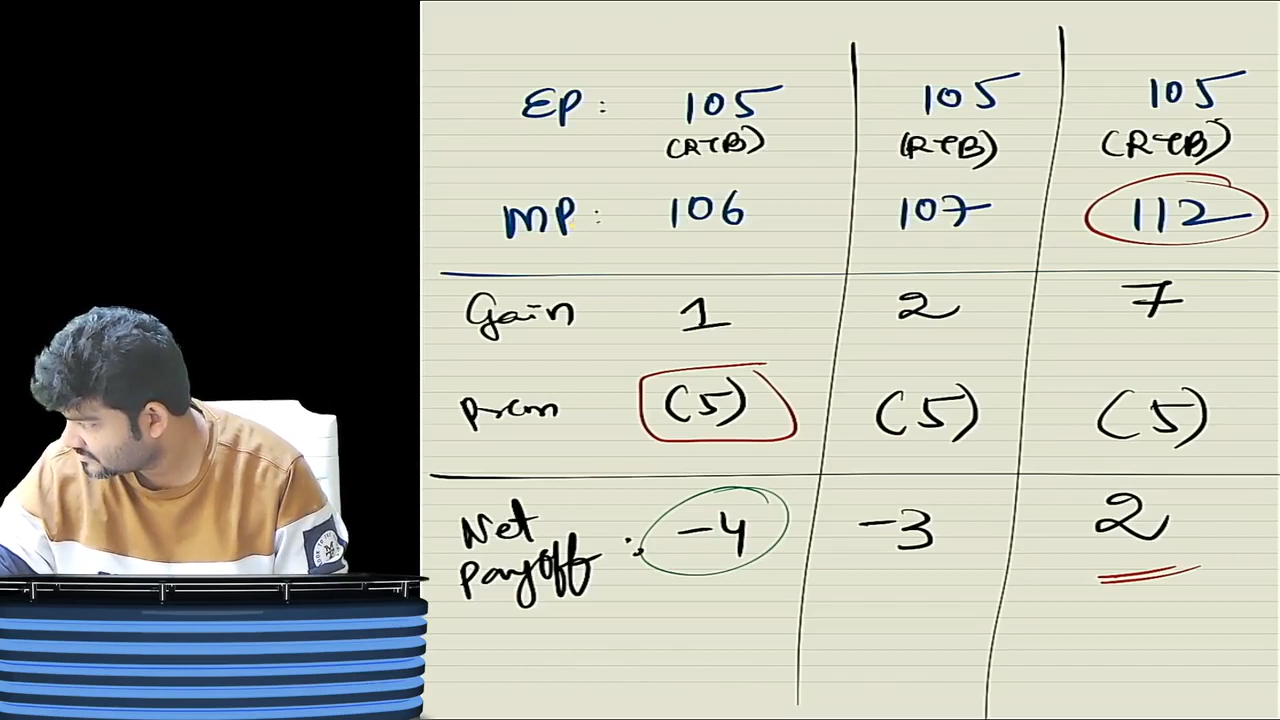 EP: 105 105 105
(RTB) (RTB) (RTB)
MP: 106 107 112
Gain 1 2 7
Prem (5) (5) (5)
Net
Payoff : -4 -3 2